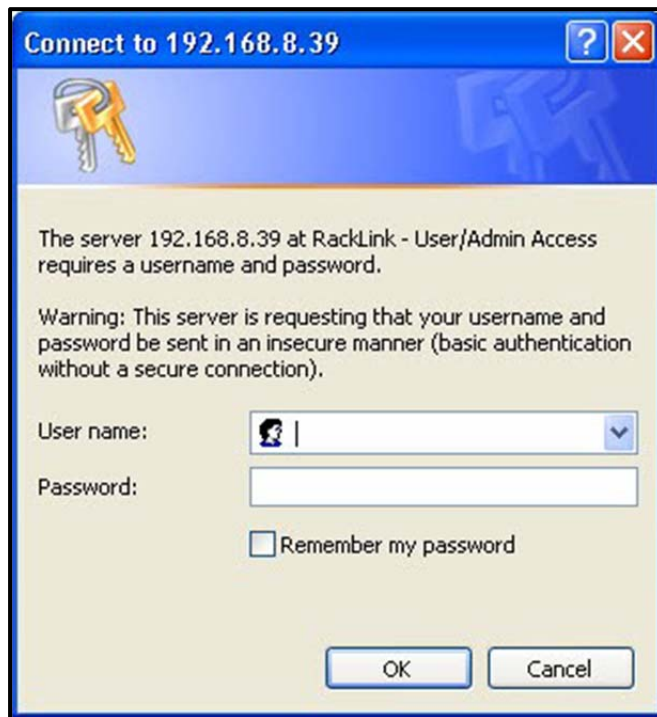 Connect to 192.168.8.39
The server 192.168.8.39 at RackLink - User/Admin Access
requires a username and password.
Warning: This server is requesting that your username and
password be sent in an insecure manner (basic authentication
without a secure connection).
User name:
Password:
Remember my password
OK
Cancel